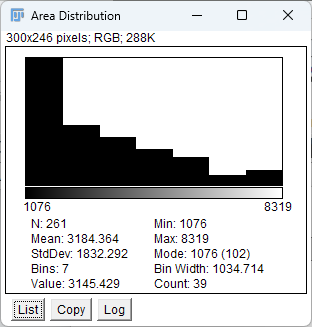 Area Distribution
300x246 pixels; RGB; 288K
1076 8319
N: 261 Min: 1076
Mean: 3184.364 Max: 8319
StdDev: 1832.292 Mode: 1076 (102)
Bins: 7 Bin Width: 1034.714
Value: 3145.429 Count: 39
List Copy Log